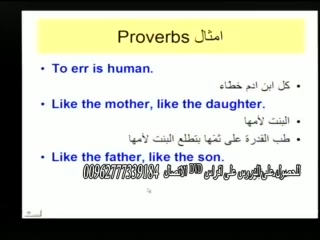 امثال Proverbs
• To err is human.
• كل ابن ادم خطاء
• Like the mother, like the daughter.
• البنت لأمها
• طب القدرة على ثمّها بتطلع البنت لأمها
• Like the father, like the son.
للحصول على الدروس على اقراص DVD الاتصال 00962777339184